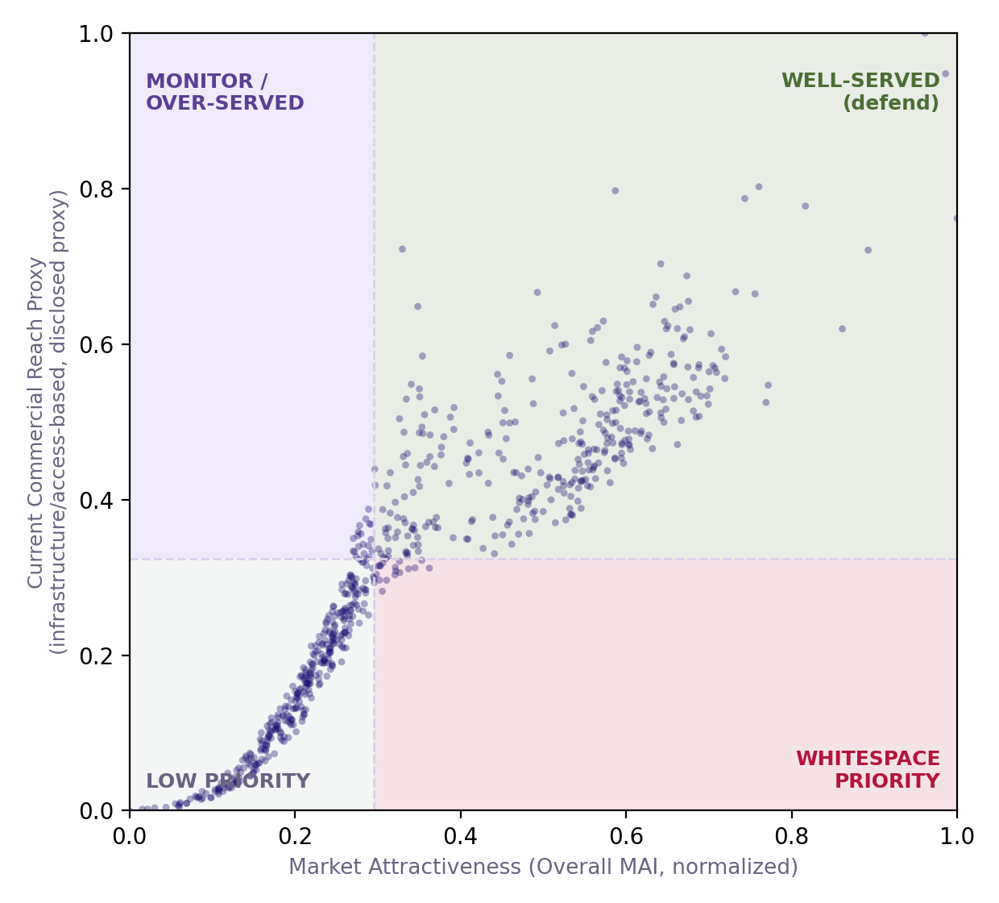 1.0
0.8
0.6
0.4
0.2
0.0
Current Commercial Reach Proxy
(infrastructure/access-based, disclosed proxy)
MONITOR /
OVER-SERVED
WELL-SERVED
(defend)
LOW PRIORITY
WHITESPACE
PRIORITY
0.0 0.2 0.4 0.6 0.8 1.0
Market Attractiveness (Overall MAI, normalized)